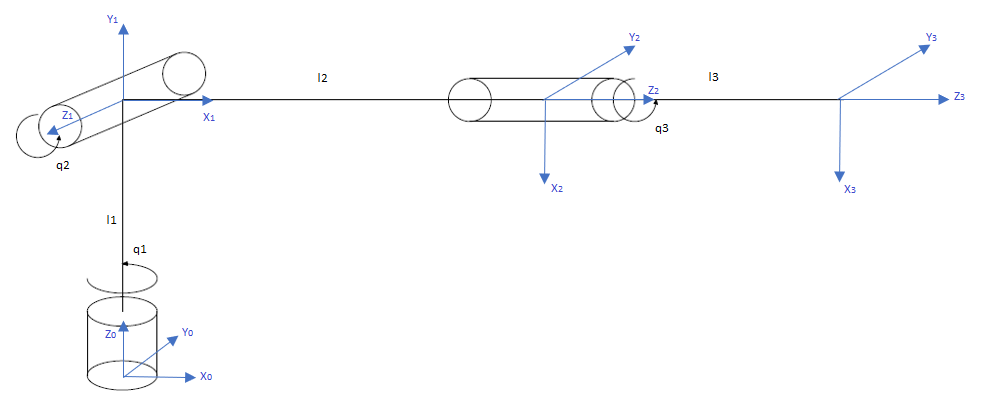 Y₁
Y₂
Y₃
l2
l3
Z₁
X₁
Z₂
Z₃
q3
q2
X₂
X₃
l1
q1
Z₀
Y₀
X₀